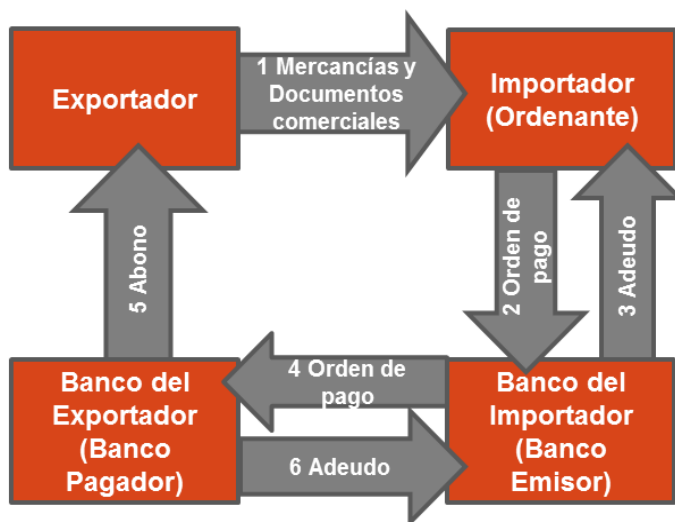 Exportador
1 Mercancías y
Documentos
comerciales
Importador
(Ordenante)
5 Abono
2 Orden de
pago
3 Adeudo
Banco del
Exportador
(Banco
Pagador)
4 Orden de
pago
6 Adeudo
Banco del
Importador
(Banco
Emisor)